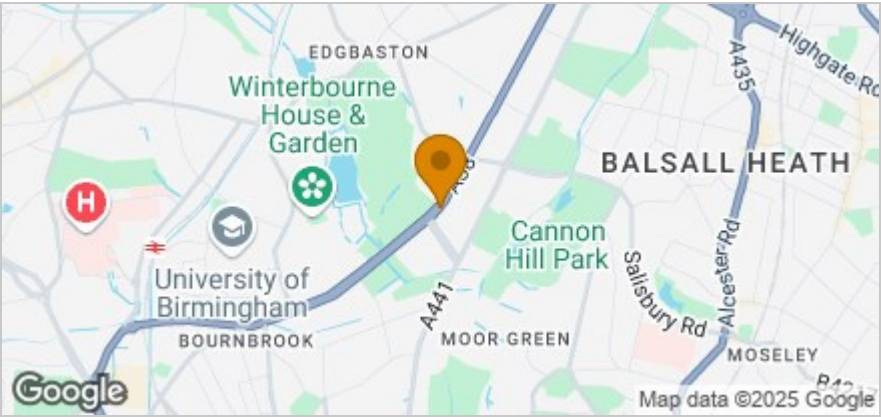 EDGBASTON
Highgate Rd
A435
Winterbourne
House &
Garden
A38
BALSALL HEATH
H
Cannon
Hill Park
University of
Birmingham
A441
Salisbury Rd
Alcester Rd
BOURNBROOK
MOOR GREEN
MOSELEY
B4217
Google
Map data ©2025 Google